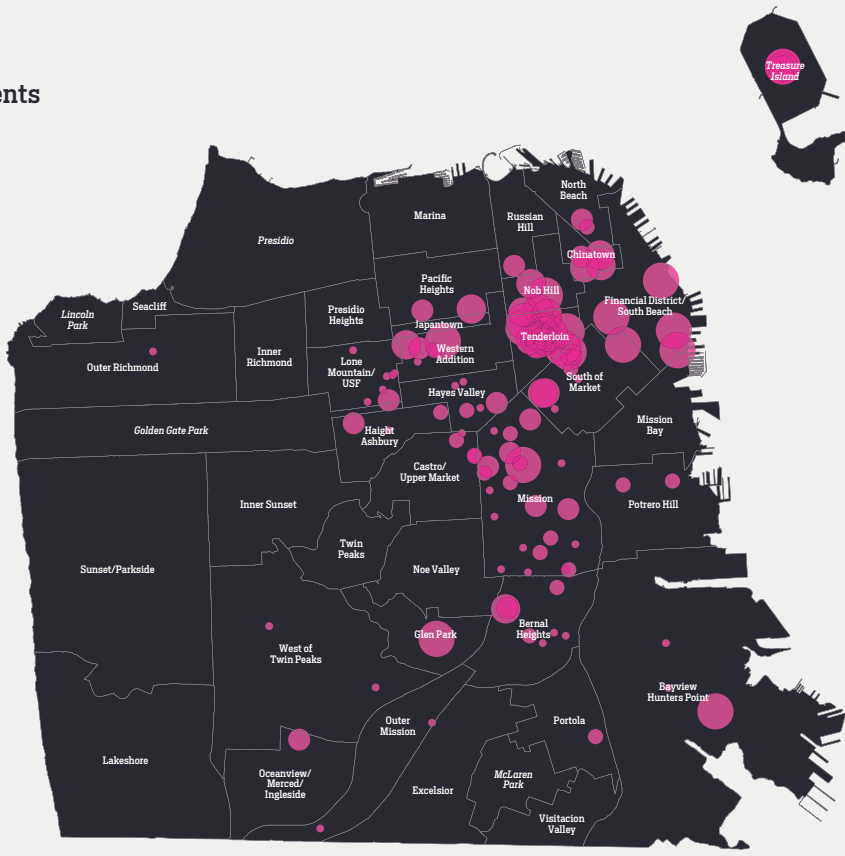 Treasure
Island
ents
North
Beach
Marina
Russian
Hill
Presidio
Chinatown
Pacific
Heights
Nob Hill
Seacliff
Lincoln
Park
Presidio
Heights
Financial District/
South Beach
Japantown
Tenderloin
Western
Addition
Inner
Richmond
Outer Richmond
Lone
Mountain/
USF
South of
Market
Hayes Valley
Golden Gate Park
Haight
Ashbury
Mission
Bay
Castro/
Upper Market
Mission
Inner Sunset
Potrero Hill
Twin
Peaks
Sunset/Parkside
Noe Valley
Glen Park
Bernal
Heights
West of
Twin Peaks
Bayview
Hunters Point
Outer
Mission
Portola
Lakeshore
Oceanview/
Merced/
Ingleside
McLaren
Park
Excelsior
Visitacion
Valley